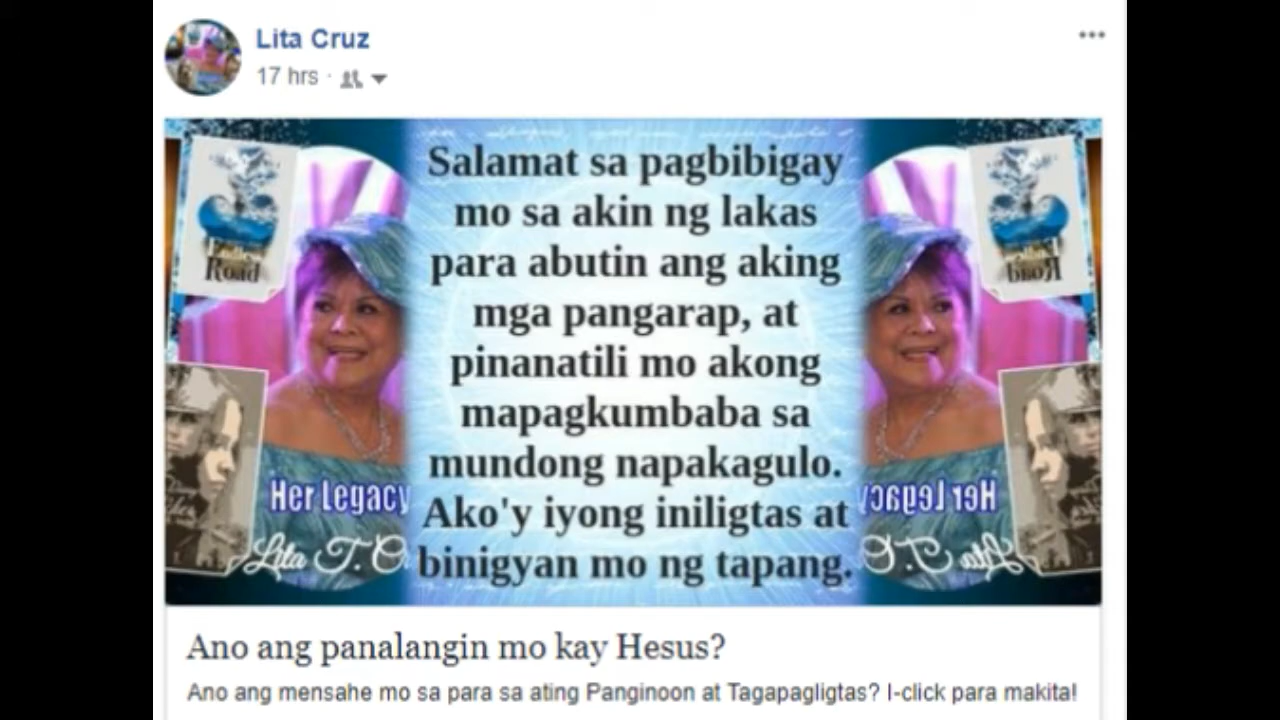 Lita Cruz
17 hrs ·
Salamat sa pagbibigay
mo sa akin ng lakas
para abutin ang aking
mga pangarap, at
pinanatili mo akong
mapagkumbaba sa
mundong napakagulo.
Ako'y iyong iniligtas at
binigyan mo ng tapang.
Road
Her Legacy
Lita T. C
Road
Her Legacy
Lita T. C
Ano ang panalangin mo kay Hesus?
Ano ang mensahe mo sa para sa ating Panginoon at Tagapagligtas? I-click para makita!